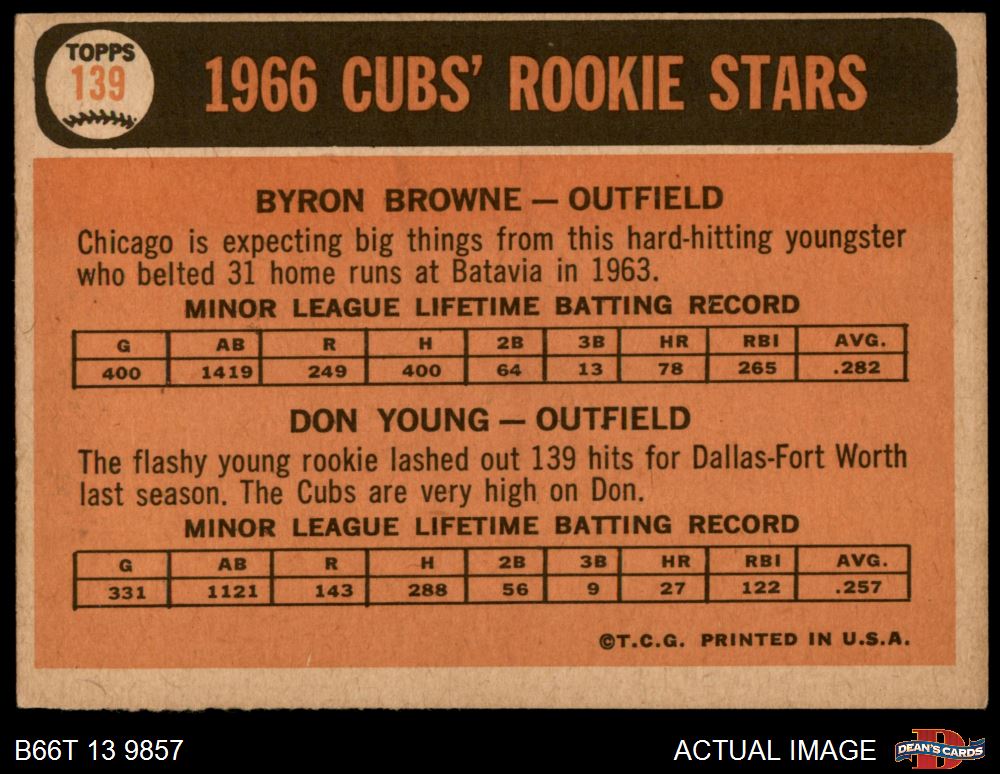 TOPPS
139
1966 CUBS' ROOKIE STARS
BYRON BROWNE — OUTFIELD
Chicago is expecting big things from this hard-hitting youngster
who belted 31 home runs at Batavia in 1963.
MINOR LEAGUE LIFETIME BATTING RECORD
G AB R H 2B 3B HR RBI AVG.
400 1419 249 400 64 13 78 265 .282
DON YOUNG — OUTFIELD
The flashy young rookie lashed out 139 hits for Dallas-Fort Worth
last season. The Cubs are very high on Don.
MINOR LEAGUE LIFETIME BATTING RECORD
G AB R H 2B 3B HR RBI AVG.
331 1121 143 288 56 9 27 122 .257
©T.C.G. PRINTED IN U.S.A.
B66T 13 9857
ACTUAL IMAGE
D
DEAN'S CARDS